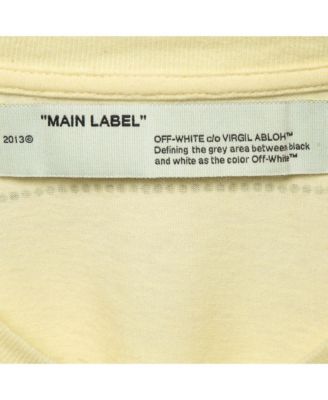 "MAIN LABEL"
2013©
OFF-WHITE c/o VIRGIL ABLOH™
Defining the grey area between black
and white as the color Off-White™